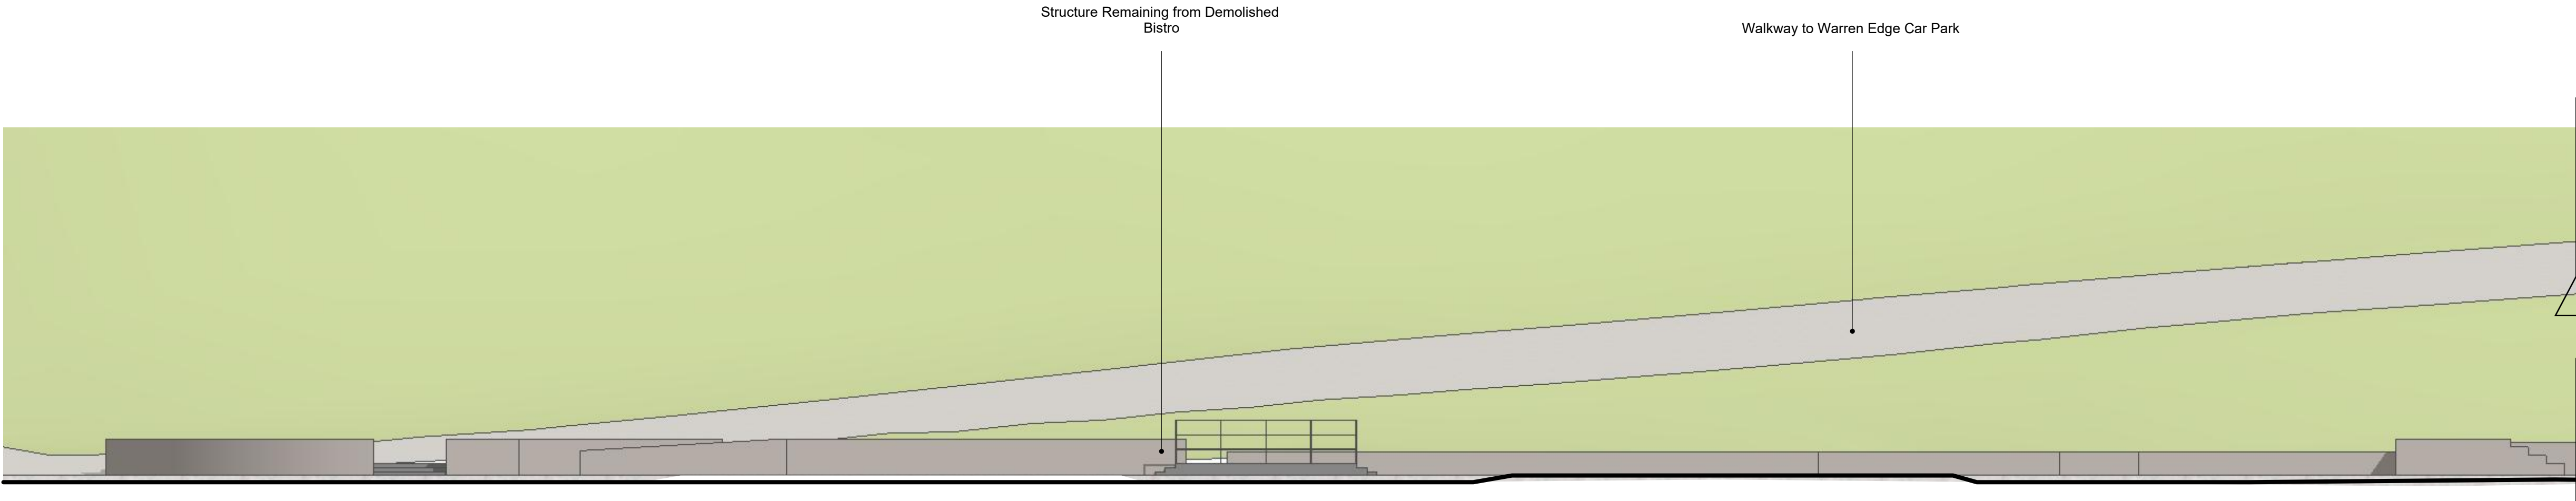 Structure Remaining from Demolished
Bistro
Walkway to Warren Edge Car Park